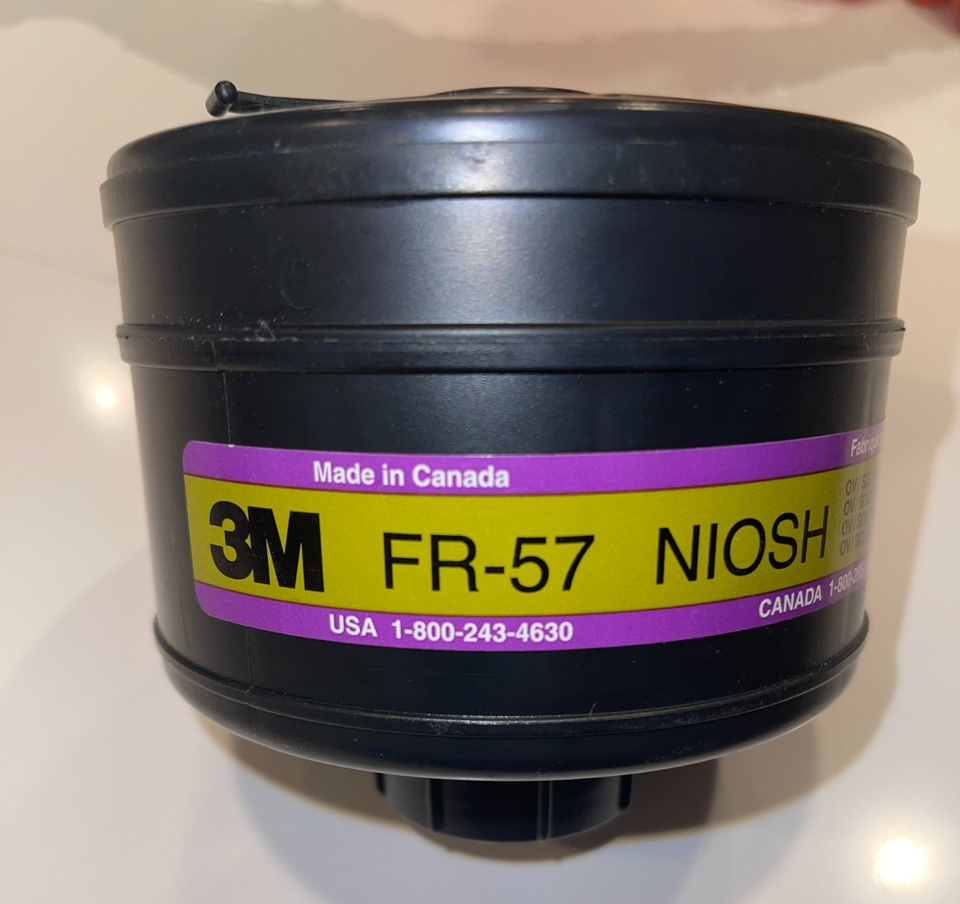 Made in Canada
3M FR-57 NIOSH
USA 1-800-243-4630
CANADA